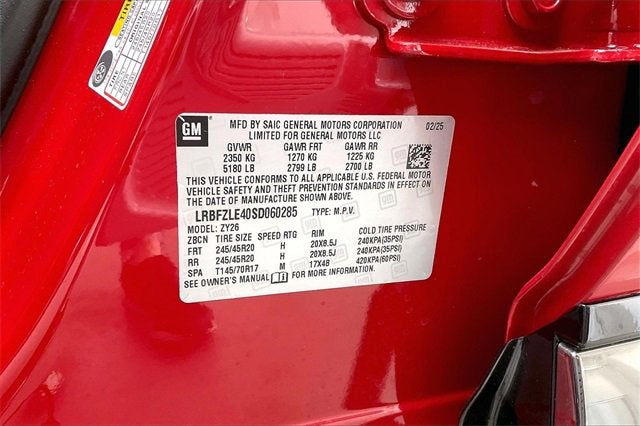 TIRE
GM
MFD BY SAIC GENERAL MOTORS CORPORATION 02/25
LIMITED FOR GENERAL MOTORS LLC
GVWR GAWR FRT GAWR RR
2350 KG 1270 KG 1225 KG
5180 LB 2799 LB 2700 LB
THIS VEHICLE CONFORMS TO ALL APPLICABLE U.S. FEDERAL MOTOR
VEHICLE SAFETY AND THEFT PREVENTION STANDARDS IN EFFECT ON
THE DATE OF MANUFACTURE SHOWN ABOVE.
LRBFZLE40SD060285 TYPE: M.P.V.
MODEL: ZY26
ZBCN TIRE SIZE SPEED RTG RIM COLD TIRE PRESSURE
FRT 245/45R20 H 20X8.5J 240KPA(35PSI)
RR 245/45R20 H 20X8.5J 240KPA(35PSI)
SPA T145/70R17 M 17X4B 420KPA(60PSI)
SEE OWNER'S MANUAL FOR MORE INFORMATION.